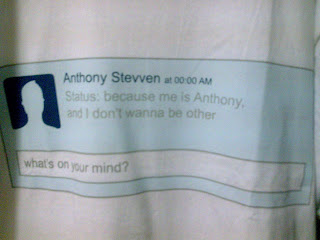 Anthony Stevven at 00:00 AM
Status: because me is Anthony,
and I don't wanna be other
what's on your mind?